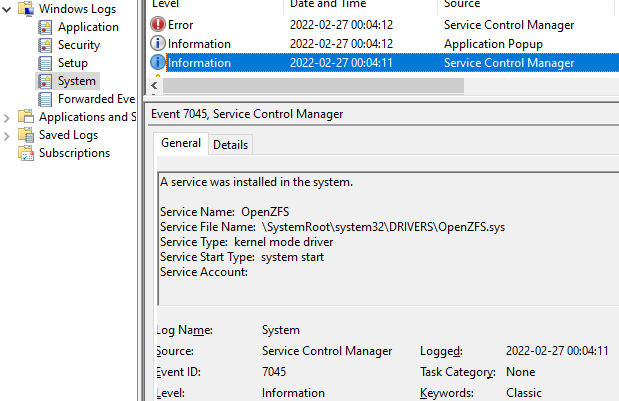 Windows Logs
Application
Security
Setup
System
Forwarded Eve
Applications and S
Saved Logs
Subscriptions
Level Date and Time Source
Error 2022-02-27 00:04:12 Service Control Manager
Information 2022-02-27 00:04:12 Application Popup
Information 2022-02-27 00:04:11 Service Control Manager
Event 7045, Service Control Manager
General Details
A service was installed in the system.
Service Name: OpenZFS
Service File Name: \SystemRoot\system32\DRIVERS\OpenZFS.sys
Service Type: kernel mode driver
Service Start Type: system start
Service Account:
Log Name: System
Source: Service Control Manager Logged: 2022-02-27 00:04:11
Event ID: 7045 Task Category: None
Level: Information Keywords: Classic